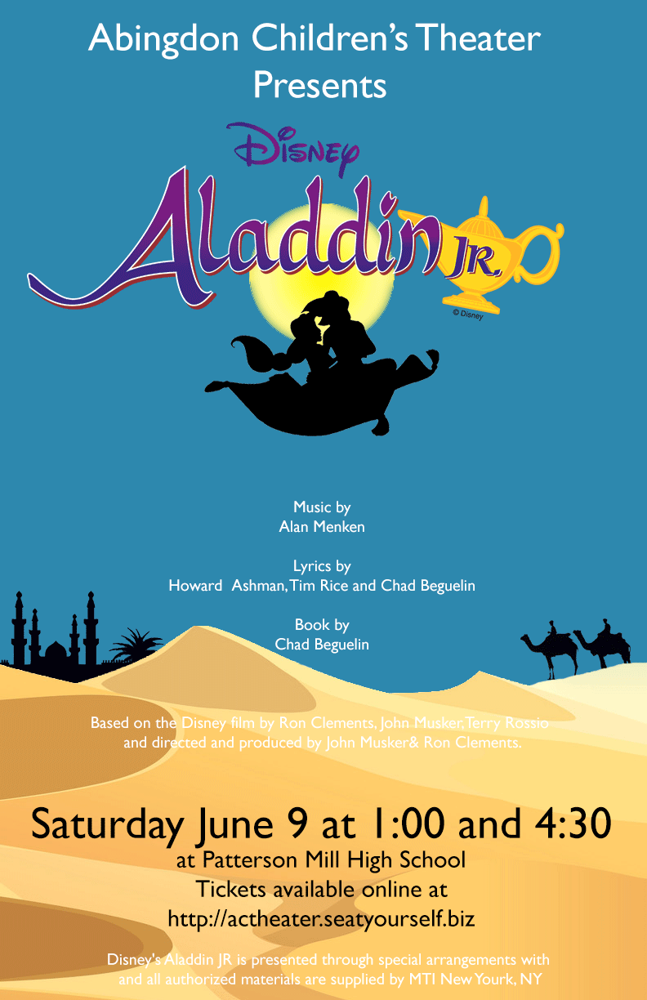 Abingdon Children's Theater
Presents
Disney
Aladdin JR.
© Disney
Music by
Alan Menken
Lyrics by
Howard  Ashman, Tim Rice and Chad Beguelin
Book by
Chad Beguelin
Based on the Disney film by Ron Clements, John Musker, Terry Rossio
and directed and produced by John Musker& Ron Clements.
Saturday June 9 at 1:00 and 4:30
at Patterson Mill High School
Tickets available online at
http://actheater.seatyourself.biz
Disney's Aladdin JR is presented through special arrangements with
and all authorized materials are supplied by MTI New Yourk, NY